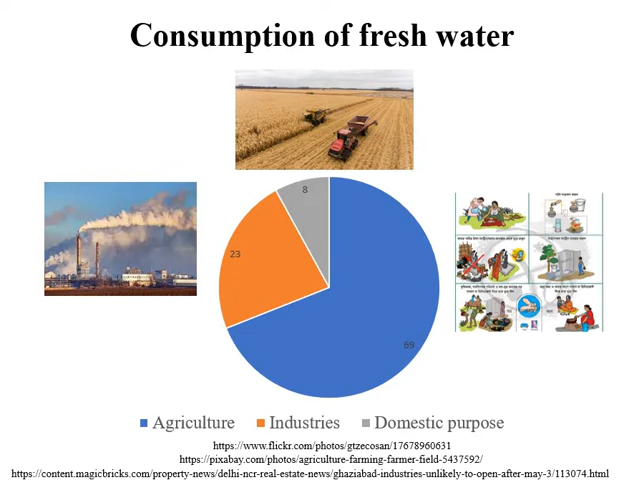 Consumption of fresh water
8
23
69
Agriculture
Industries
Domestic purpose
https://www.flickr.com/photos/gtzecosan/17678960631
https://pixabay.com/photos/agriculture-farming-farmer-field-5437592/
https://content.magicbricks.com/property-news/delhi-ncr-real-estate-news/ghaziabad-industries-unlikely-to-open-after-may-3/113074.html